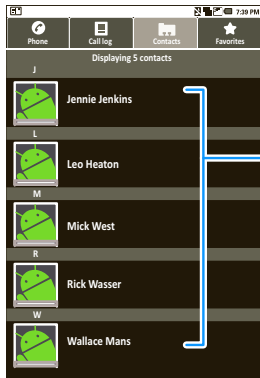 7:39 PM
Phone Call log Contacts Favorites
Displaying 5 contacts
J
Jennie Jenkins
L
Leo Heaton
M
Mick West
R
Rick Wasser
W
Wallace Mans